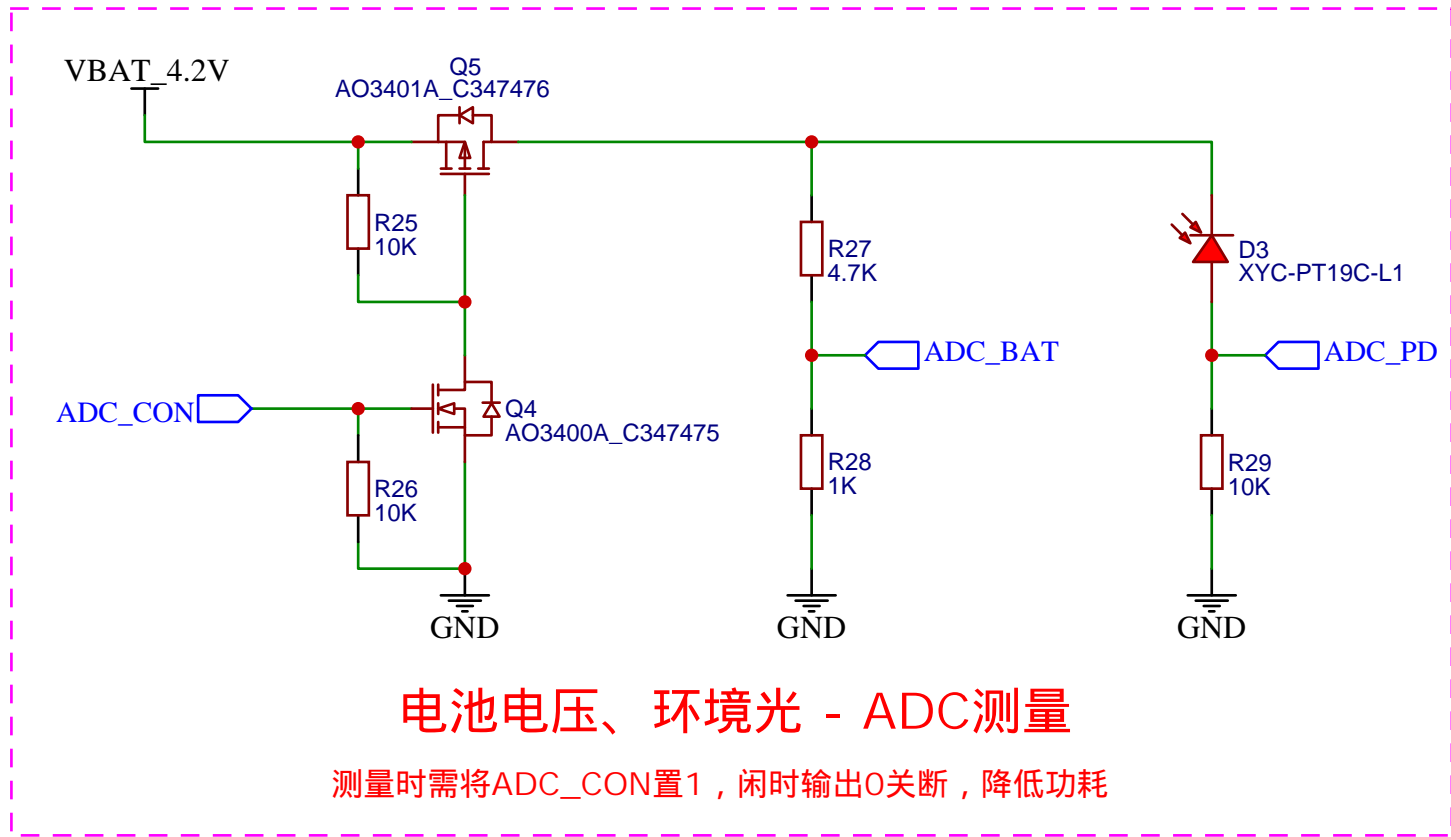 VBAT_4.2V
Q5
AO3401A_C347476
R25
10K
R27
4.7K
D3
XYC-PT19C-L1
ADC_BAT
ADC_PD
ADC_CON
Q4
AO3400A_C347475
R26
10K
R28
1K
R29
10K
GND
GND
GND
电池电压、环境光 - ADC测量
测量时需将ADC_CON置1，闲时输出0关断，降低功耗